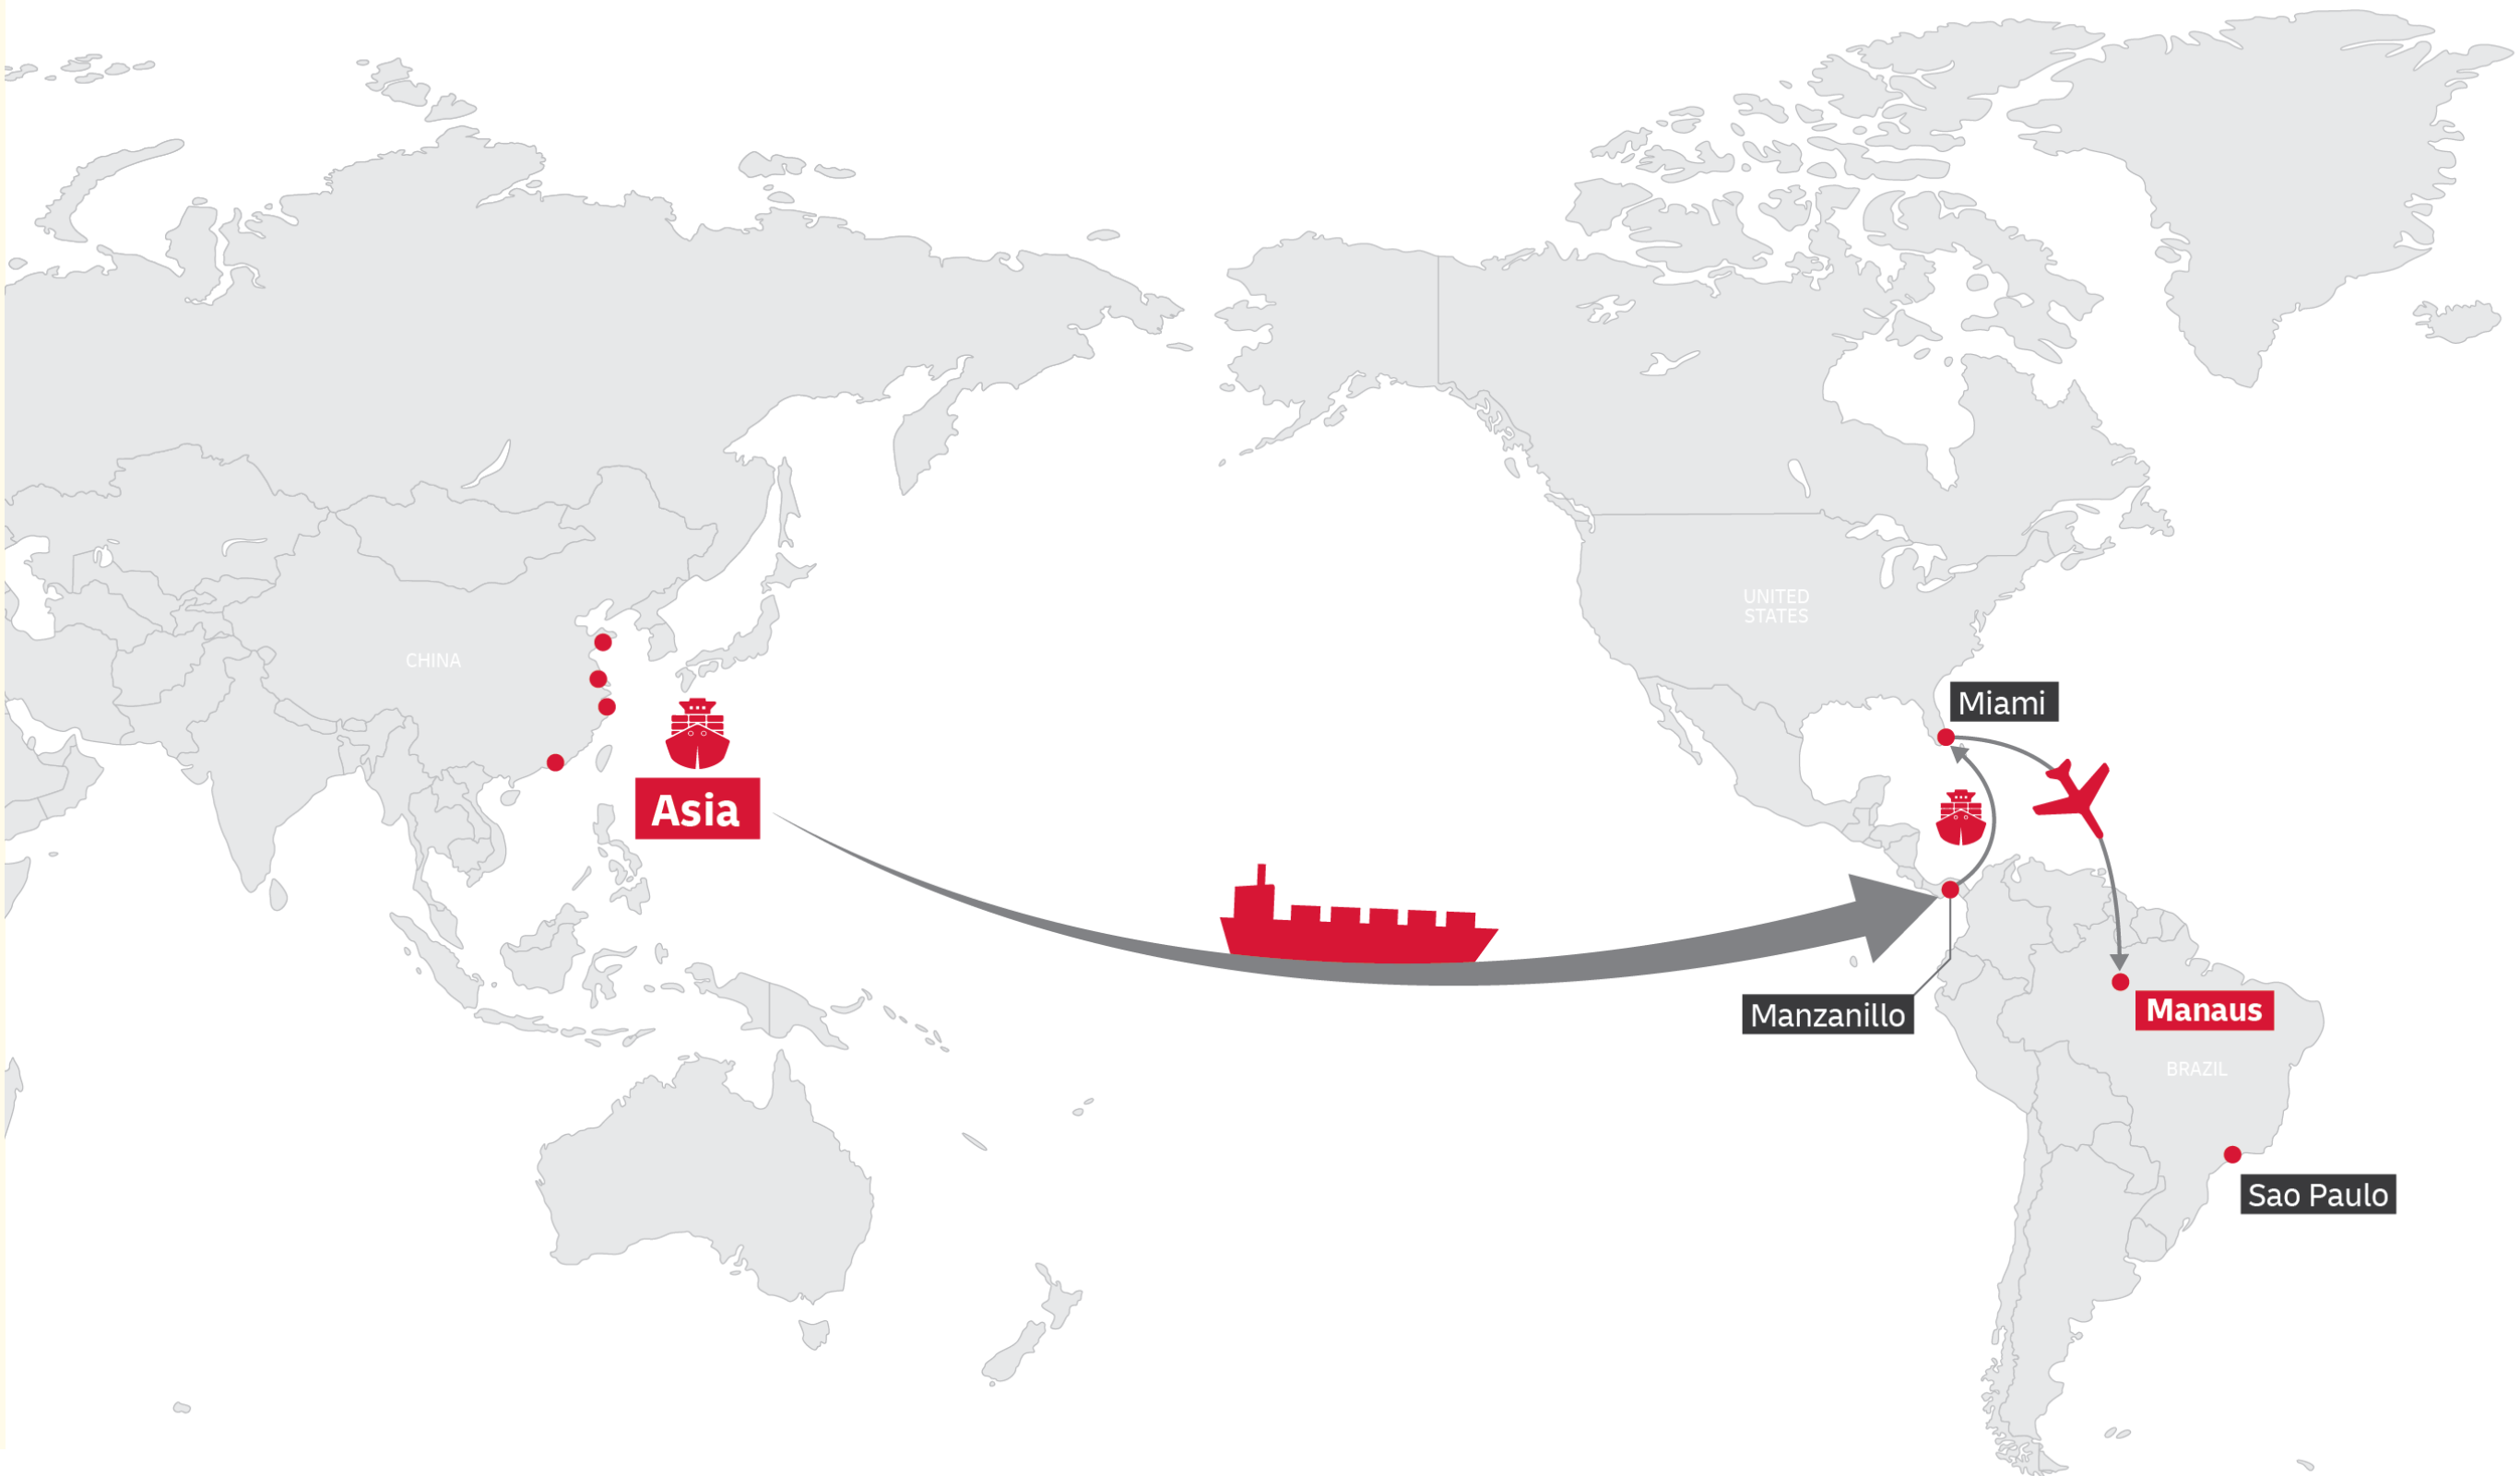 UNITED
STATES
CHINA
Miami
Asia
Manzanillo
Manaus
BRAZIL
Sao Paulo